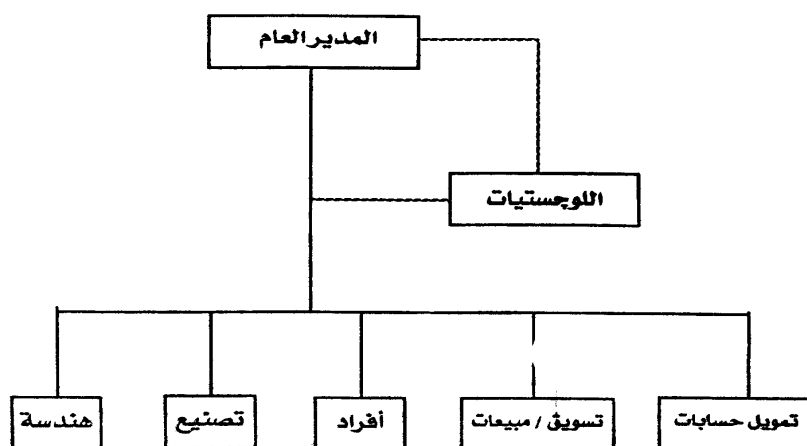 المدير العام
اللوجستيات
تمويل حسابات
تسويق / مبيعات
أفراد
تصنيع
هندسة